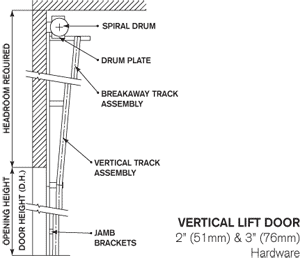 SPIRAL DRUM
DRUM PLATE
BREAKAWAY TRACK
ASSEMBLY
VERTICAL TRACK
ASSEMBLY
JAMB
BRACKETS
HEADROOM REQUIRED
OPENING HEIGHT
DOOR HEIGHT (D.H.)
VERTICAL LIFT DOOR
2" (51mm) & 3" (76mm)
Hardware